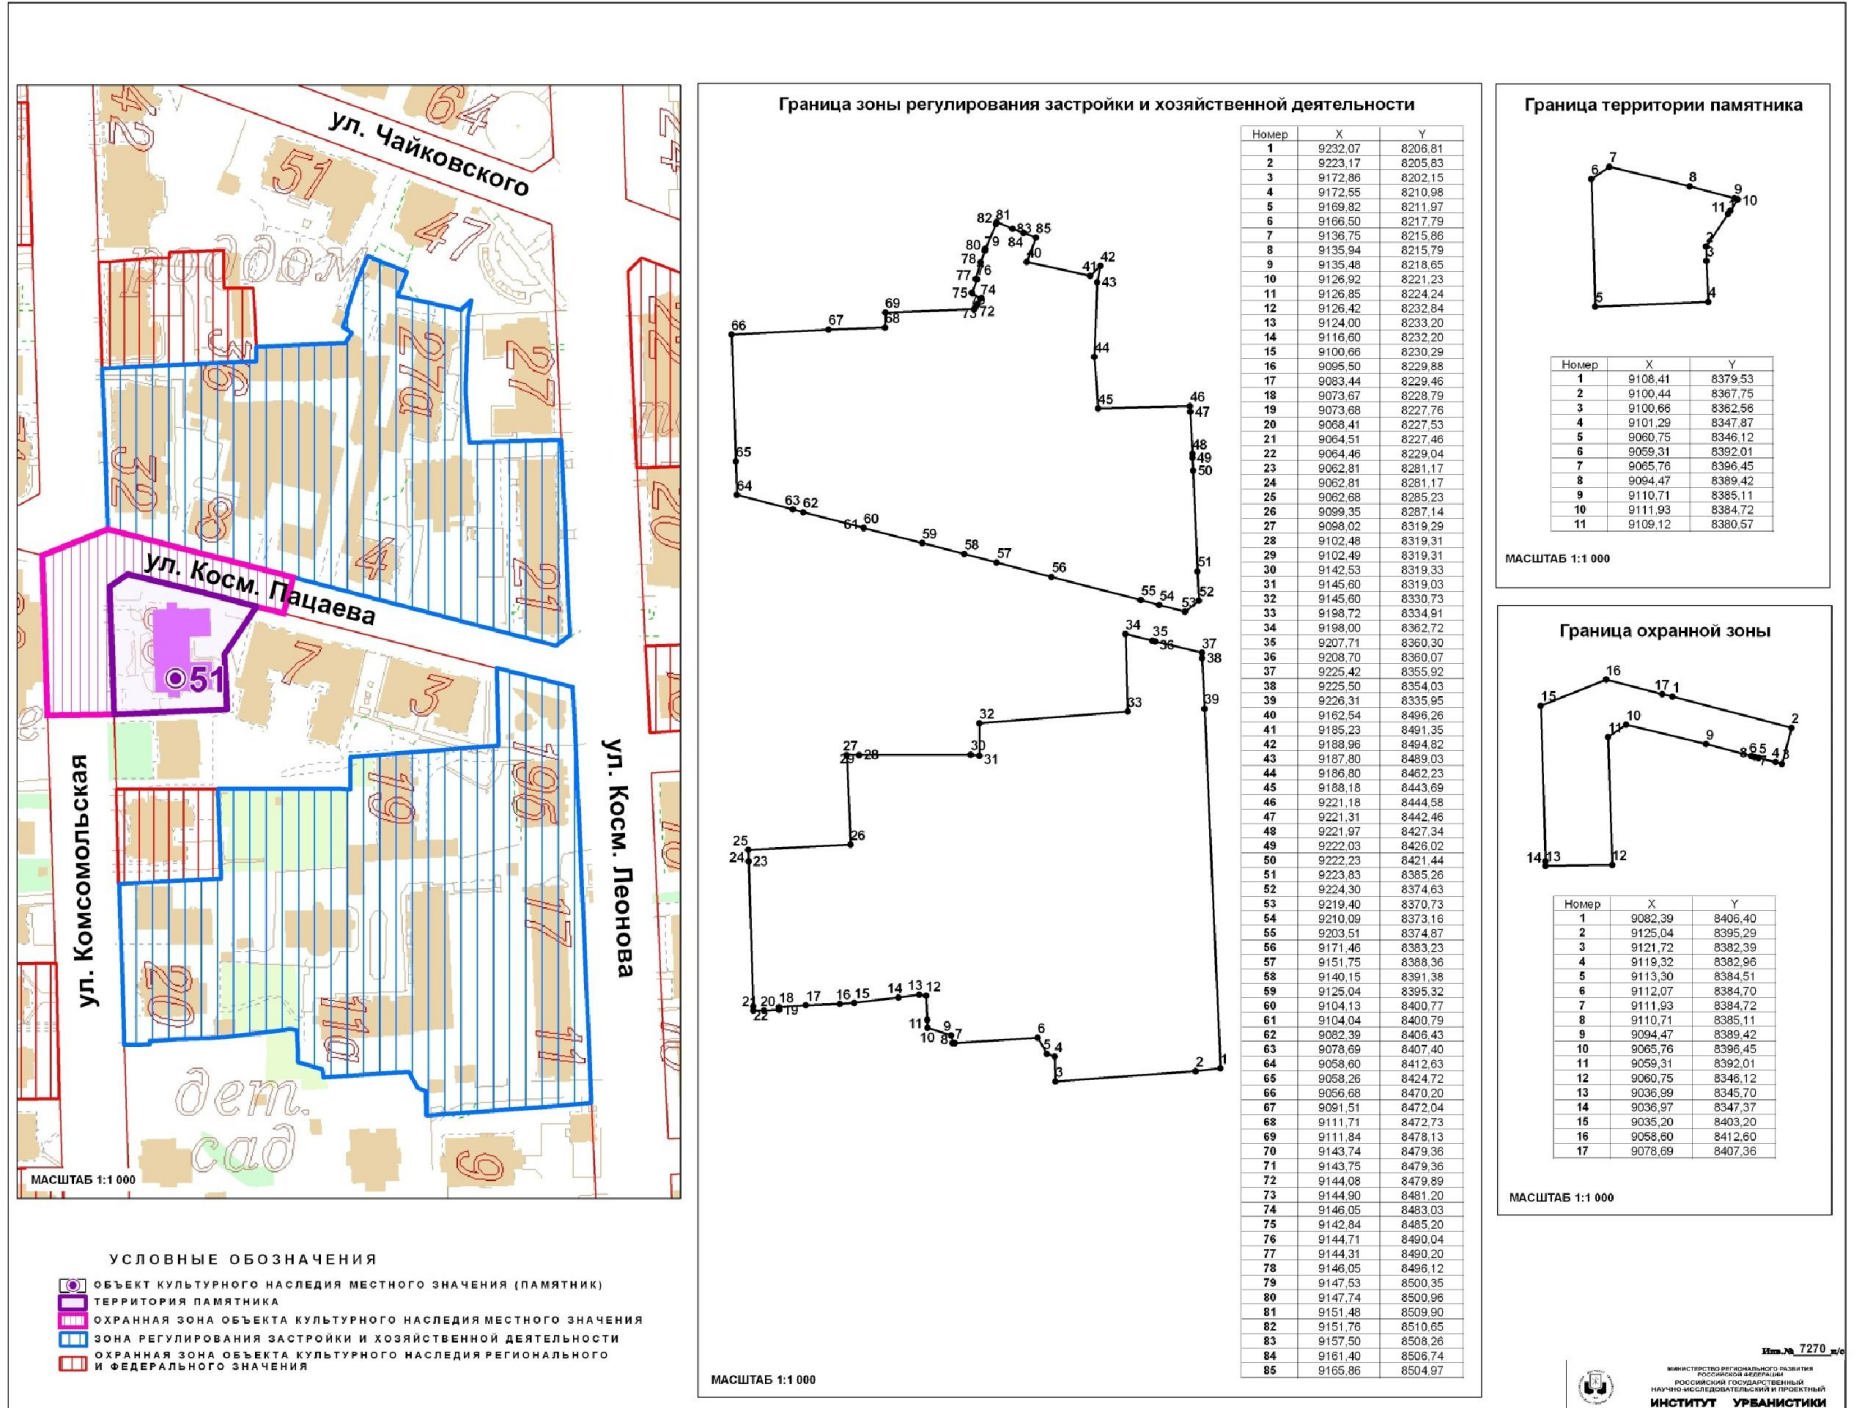 ул. Чайковского
ул. Косм. Пацаева
ул. Комсомольская
ул. Косм. Леонова
роддом
дет.
сад
42
64
51
47
24
36
27а
27
32
8
4
21
20
51
7
3
19б
19
17
20
11а
11
9
МАСШТАБ 1:1 000
УСЛОВНЫЕ ОБОЗНАЧЕНИЯ
ОБЪЕКТ КУЛЬТУРНОГО НАСЛЕДИЯ МЕСТНОГО ЗНАЧЕНИЯ (ПАМЯТНИК)
ТЕРРИТОРИЯ ПАМЯТНИКА
ОХРАННАЯ ЗОНА ОБЪЕКТА КУЛЬТУРНОГО НАСЛЕДИЯ МЕСТНОГО ЗНАЧЕНИЯ
ЗОНА РЕГУЛИРОВАНИЯ ЗАСТРОЙКИ И ХОЗЯЙСТВЕННОЙ ДЕЯТЕЛЬНОСТИ
ОХРАННАЯ ЗОНА ОБЪЕКТА КУЛЬТУРНОГО НАСЛЕДИЯ РЕГИОНАЛЬНОГО
И ФЕДЕРАЛЬНОГО ЗНАЧЕНИЯ
Граница зоны регулирования застройки и хозяйственной деятельности
Номер X Y
1 9232,07 8206,81
2 9223,17 8205,83
3 9172,86 8202,15
4 9172,55 8210,98
5 9169,82 8211,97
6 9166,50 8217,79
7 9136,75 8215,86
8 9135,94 8215,79
9 9135,48 8218,65
10 9126,92 8221,23
11 9126,85 8224,24
12 9126,42 8232,84
13 9124,00 8233,20
14 9116,60 8232,20
15 9100,66 8230,29
16 9095,50 8229,88
17 9083,44 8229,46
18 9073,67 8228,79
19 9073,68 8227,76
20 9068,41 8227,53
21 9064,51 8227,46
22 9064,46 8229,04
23 9062,81 8281,17
24 9062,81 8281,17
25 9062,68 8285,23
26 9099,35 8287,14
27 9098,02 8319,29
28 9102,48 8319,31
29 9102,49 8319,31
30 9142,53 8319,33
31 9145,60 8319,03
32 9145,60 8330,73
33 9198,72 8334,91
34 9198,00 8362,72
35 9207,71 8360,30
36 9208,70 8360,07
37 9225,42 8355,92
38 9225,50 8354,03
39 9226,31 8335,95
40 9162,54 8496,26
41 9185,23 8491,35
42 9188,96 8494,82
43 9187,80 8489,03
44 9186,80 8462,23
45 9188,18 8443,69
46 9221,18 8444,58
47 9221,31 8442,46
48 9221,97 8427,34
49 9222,03 8426,02
50 9222,23 8421,44
51 9223,83 8385,26
52 9224,30 8374,63
53 9219,40 8370,73
54 9210,09 8373,16
55 9203,51 8374,87
56 9171,46 8383,23
57 9151,75 8388,36
58 9140,15 8391,38
59 9125,04 8395,32
60 9104,13 8400,77
61 9104,04 8400,79
62 9082,39 8406,43
63 9078,69 8407,40
64 9058,60 8412,63
65 9058,26 8424,72
66 9056,68 8470,20
67 9091,51 8472,04
68 9111,71 8472,73
69 9111,84 8478,13
70 9143,74 8479,36
71 9143,75 8479,36
72 9144,08 8479,89
73 9144,90 8481,20
74 9146,05 8483,03
75 9142,84 8485,20
76 9144,71 8490,04
77 9144,31 8490,20
78 9146,05 8496,12
79 9147,53 8500,35
80 9147,74 8500,96
81 9151,48 8509,90
82 9151,76 8510,65
83 9157,50 8508,26
84 9161,40 8506,74
85 9165,86 8504,97
МАСШТАБ 1:1 000
Граница территории памятника
Номер X Y
1 9108,41 8379,53
2 9100,44 8367,75
3 9100,66 8362,56
4 9101,29 8347,87
5 9060,75 8346,12
6 9059,31 8392,01
7 9065,76 8396,45
8 9094,47 8389,42
9 9110,71 8385,11
10 9111,93 8384,72
11 9109,12 8380,57
МАСШТАБ 1:1 000
Граница охранной зоны
Номер X Y
1 9082,39 8406,40
2 9125,04 8395,29
3 9121,72 8382,39
4 9119,32 8382,96
5 9113,30 8384,51
6 9112,07 8384,70
7 9111,93 8384,72
8 9110,71 8385,11
9 9094,47 8389,42
10 9065,76 8396,45
11 9059,31 8392,01
12 9060,75 8346,12
13 9036,99 8345,70
14 9036,97 8347,37
15 9035,20 8403,20
16 9058,60 8412,60
17 9078,69 8407,36
МАСШТАБ 1:1 000
Инв.№ 7270 н/с
МИНИСТЕРСТВО РЕГИОНАЛЬНОГО РАЗВИТИЯ
РОССИЙСКОЙ ФЕДЕРАЦИИ
РОССИЙСКИЙ ГОСУДАРСТВЕННЫЙ
НАУЧНО-ИССЛЕДОВАТЕЛЬСКИЙ И ПРОЕКТНЫЙ
ИНСТИТУТ УРБАНИСТИКИ